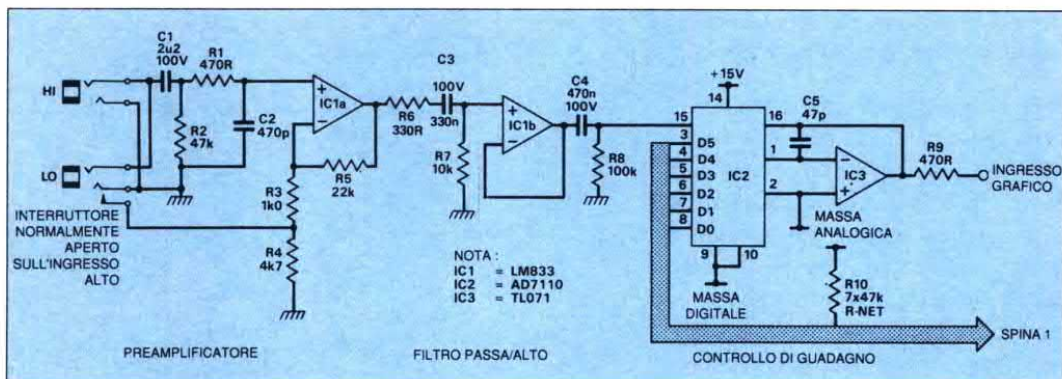 C1
2u2
100V
R1
470R
HI
R2
47k
C2
470p
IC1a
LO
R5
22k
R3
1k0
R4
4k7
INTERRUTTORE
NORMALMENTE
APERTO
SULL'INGRESSO
ALTO
PREAMPLIFICATORE
R6
330R
C3
100V
330n
R7
10k
IC1b
C4
470n
100V
R8
100k
NOTA :
IC1 = LM833
IC2 = AD7110
IC3 = TL071
FILTRO PASSA/ALTO
+15V
14
15
3 D5
4 D4
5 D3
6 D2
7 D1
8 D0
IC2
16
1
2
9
10
C5
47p
IC3
R9
470R
INGRESSO
GRAFICO
MASSA
ANALOGICA
MASSA
DIGITALE
R10
7x47k
R-NET
SPINA 1
CONTROLLO DI GUADAGNO